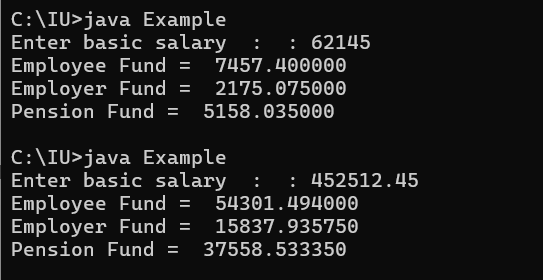 C:\IU>java Example
Enter basic salary  :  : 62145
Employee Fund =  7457.400000
Employer Fund =  2175.075000
Pension Fund =  5158.035000

C:\IU>java Example
Enter basic salary  :  : 452512.45
Employee Fund =  54301.494000
Employer Fund =  15837.935750
Pension Fund =  37558.533350